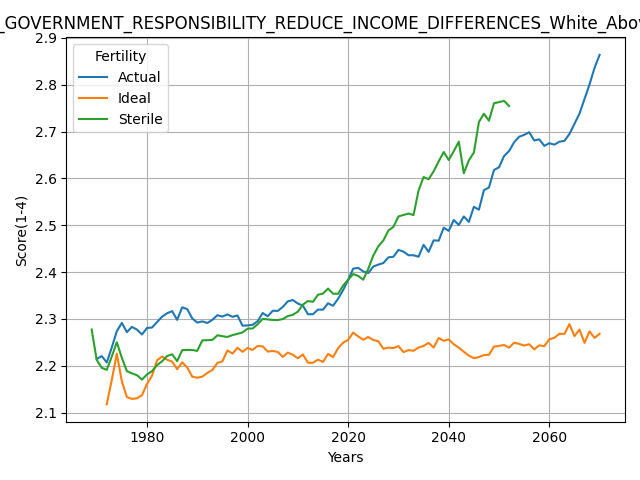 _GOVERNMENT_RESPONSIBILITY_REDUCE_INCOME_DIFFERENCES_White_Abov
Fertility
Actual
Ideal
Sterile
Score(1-4)
2.9
2.8
2.7
2.6
2.5
2.4
2.3
2.2
2.1
1980 2000 2020 2040 2060
Years